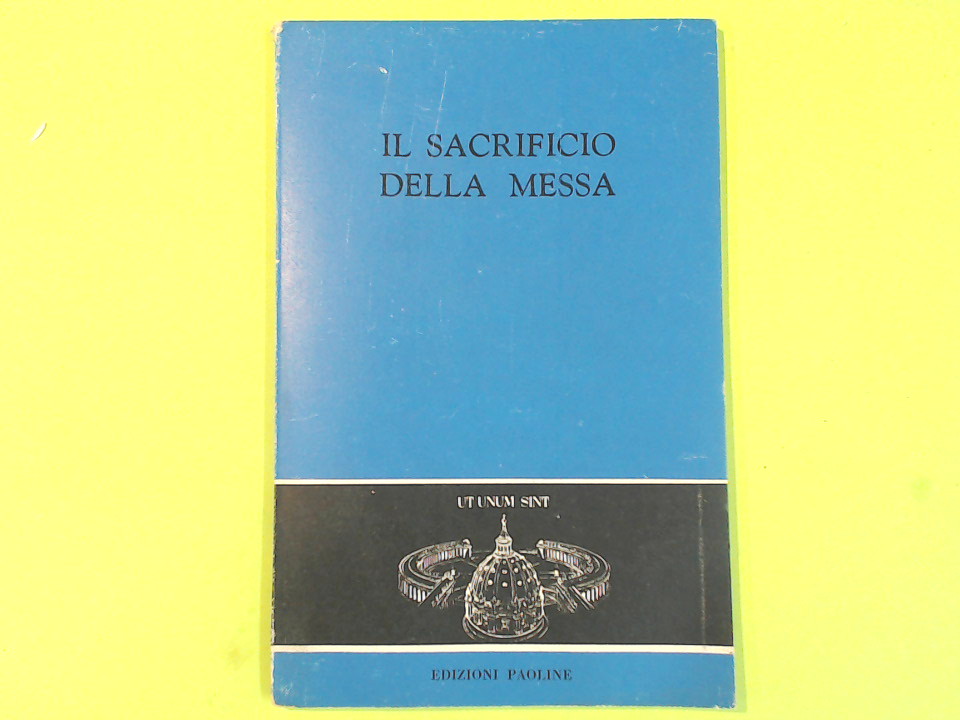 IL SACRIFICIO
DELLA MESSA
UT UNUM SINT
EDIZIONI PAOLINE